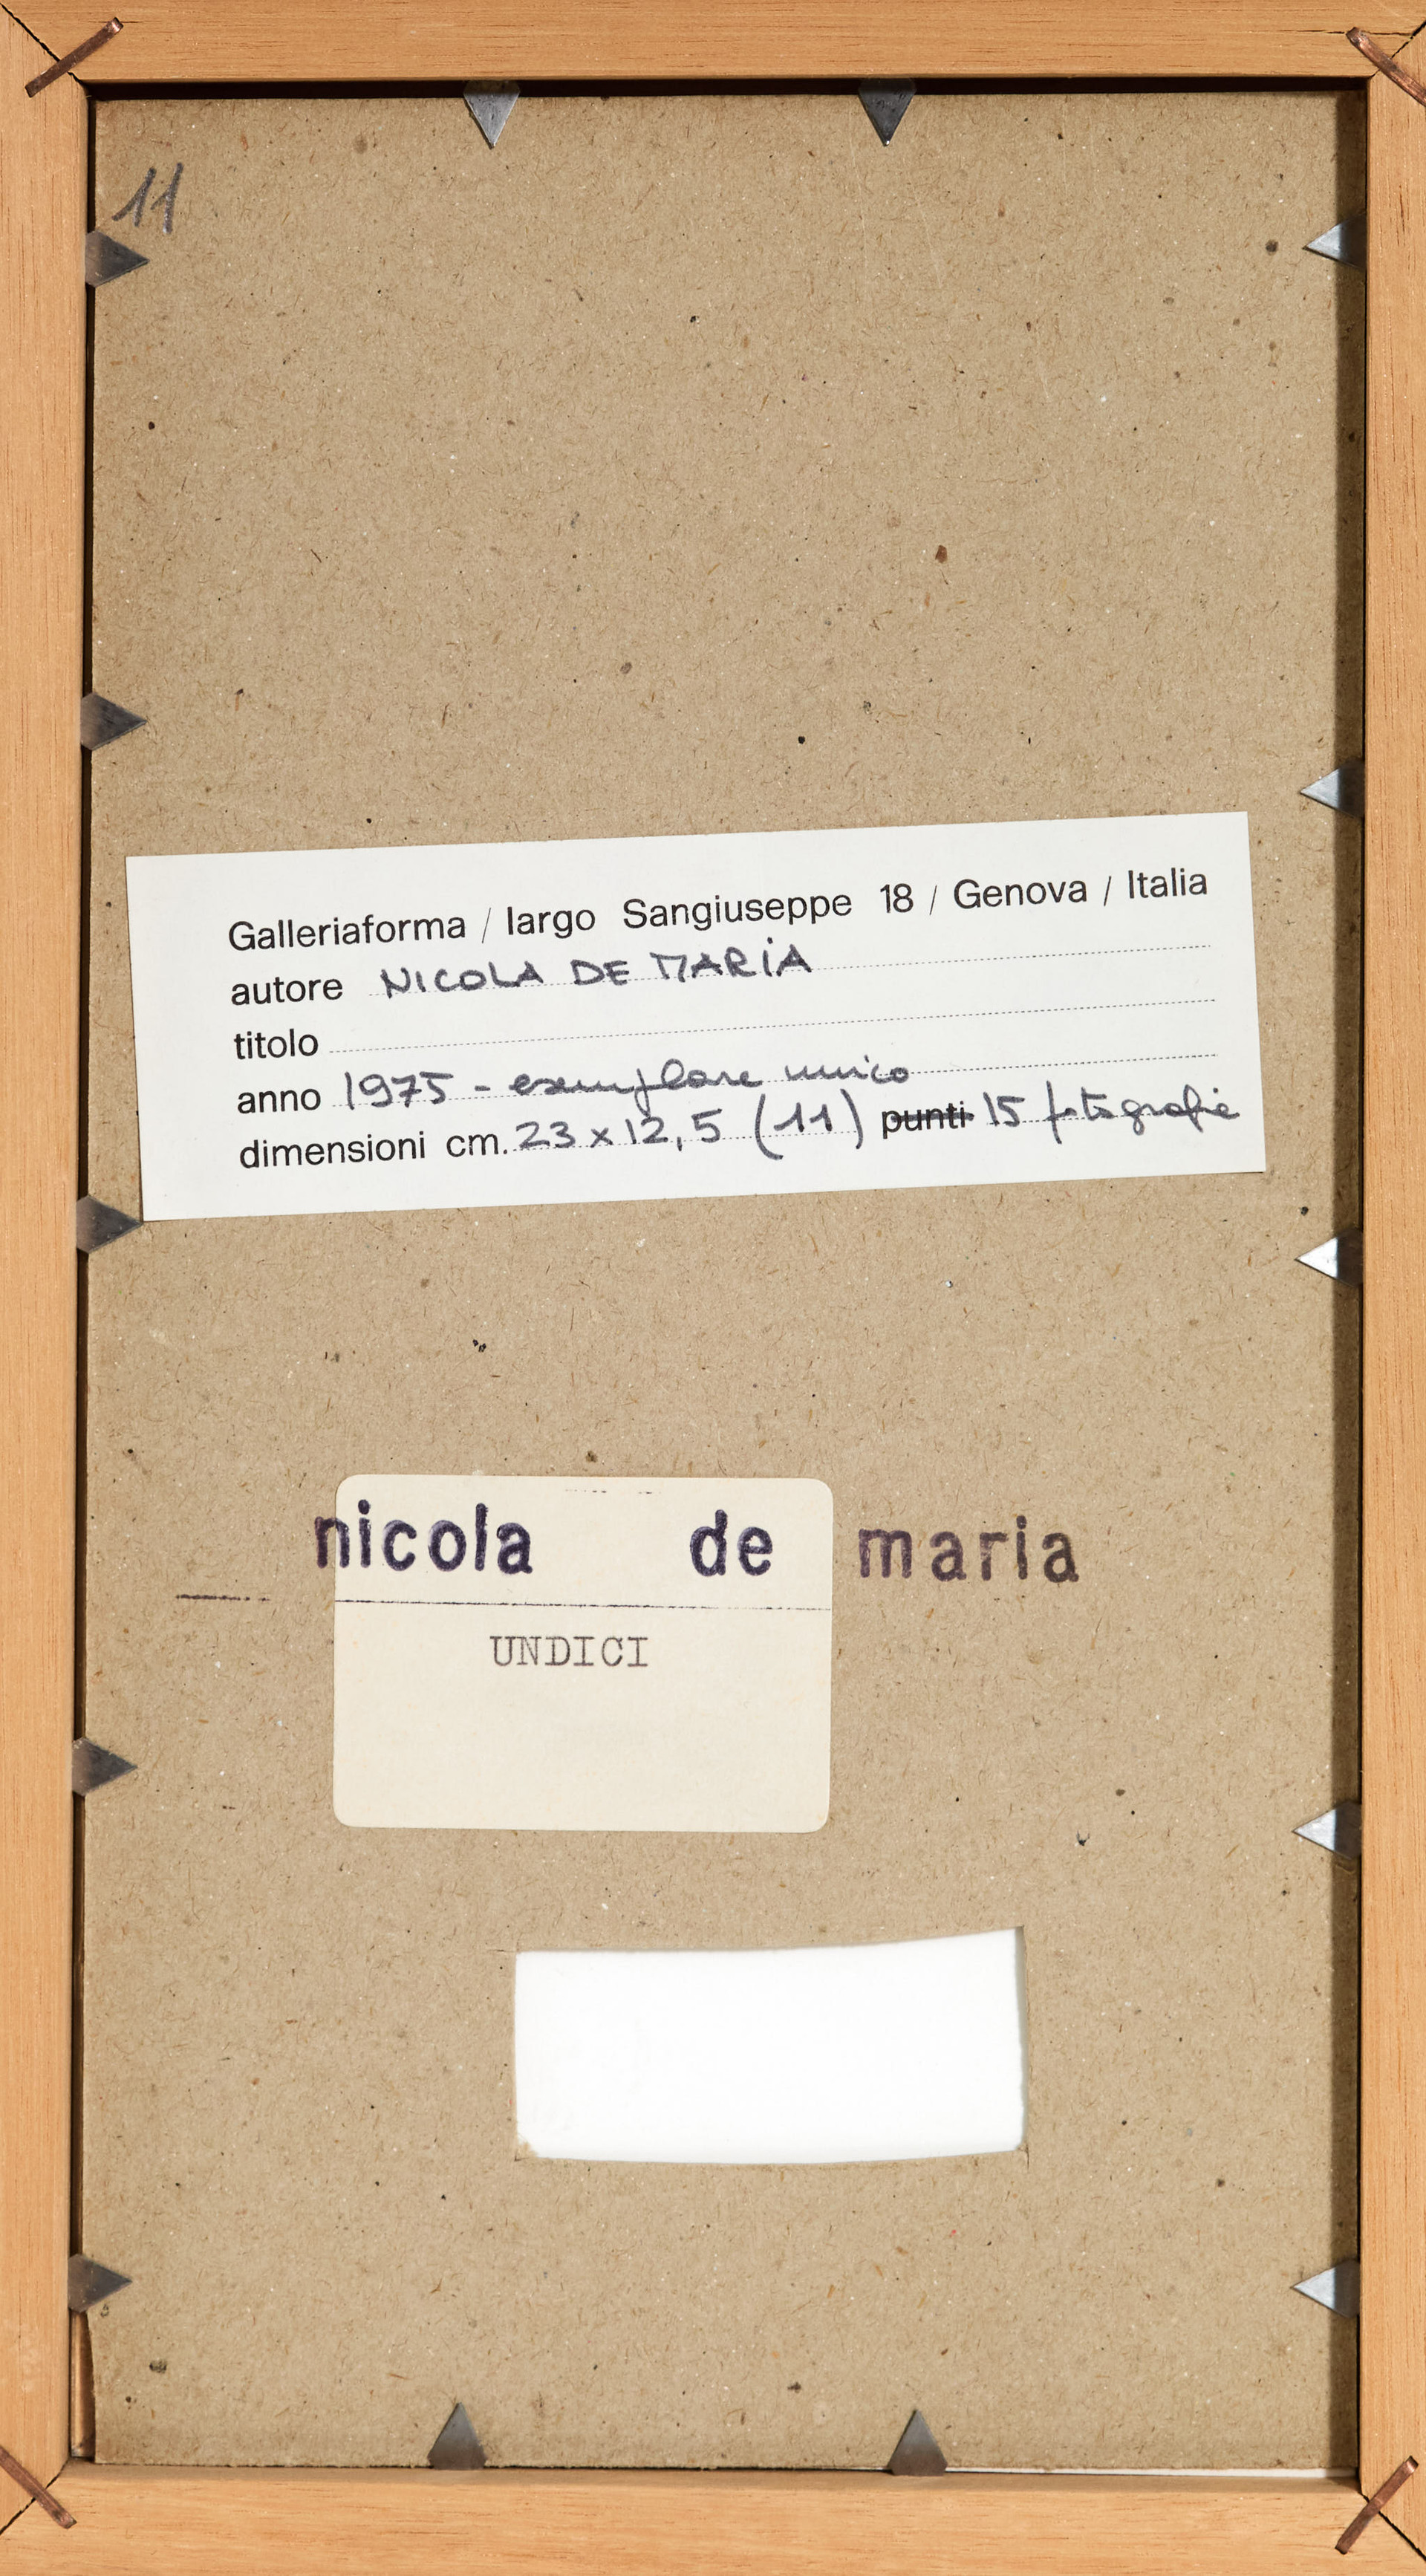 11
Galleriaforma / largo Sangiuseppe 18 / Genova / Italia
autore NICOLA DE MARIA
titolo
anno 1975 - esemplare unico
dimensioni cm. 23 x 12,5 (11) punti 15 fotografie
nicola de maria
UNDICI